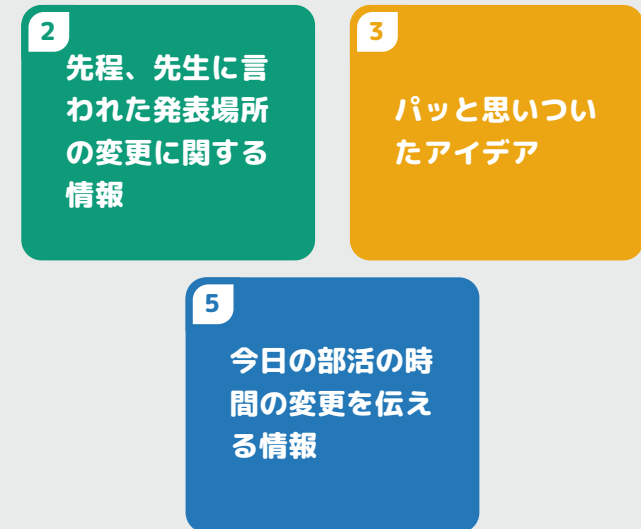 2
先程、先生に言
われた発表場所
の変更に関する
情報
3
パッと思いつい
たアイデア
5
今日の部活の時
間の変更を伝え
る情報